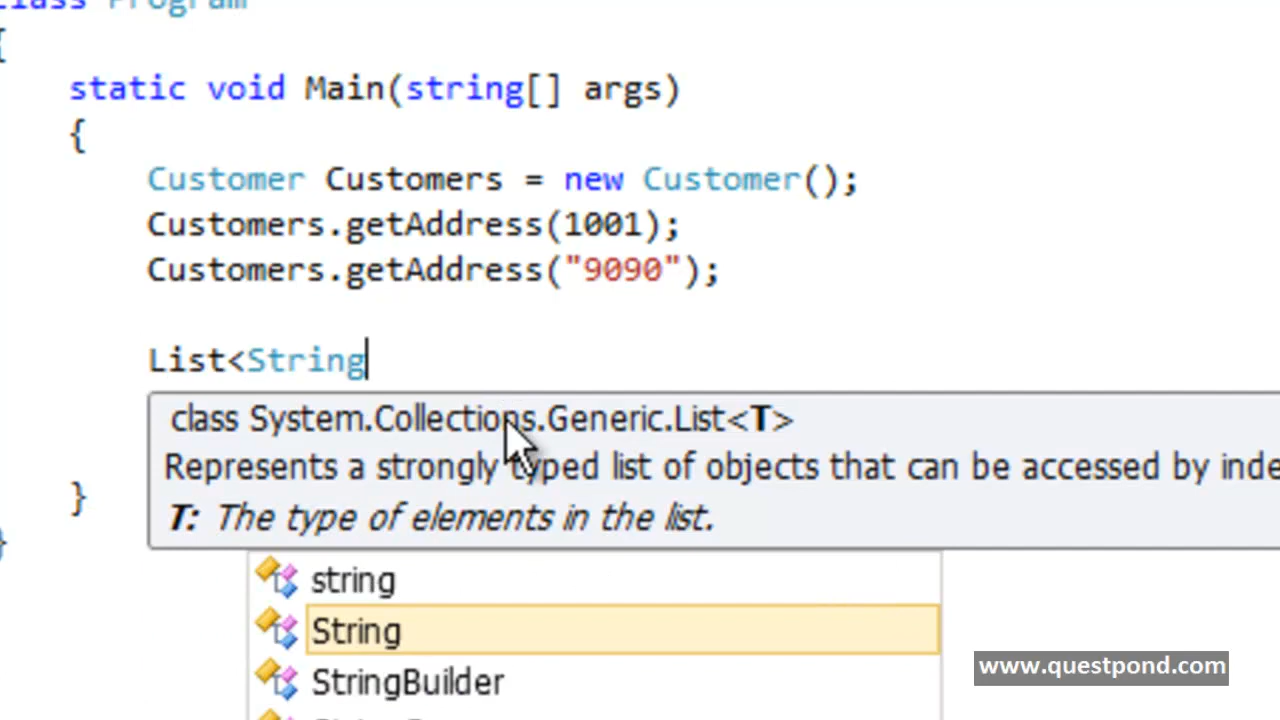 class Program
{
static void Main(string[] args)
{
Customer Customers = new Customer();
Customers.getAddress(1001);
Customers.getAddress("9090");
List<String
class System.Collections.Generic.List<T>
Represents a strongly typed list of objects that can be accessed by inde
T: The type of elements in the list.
}
}
string
String
StringBuilder
www.questpond.com